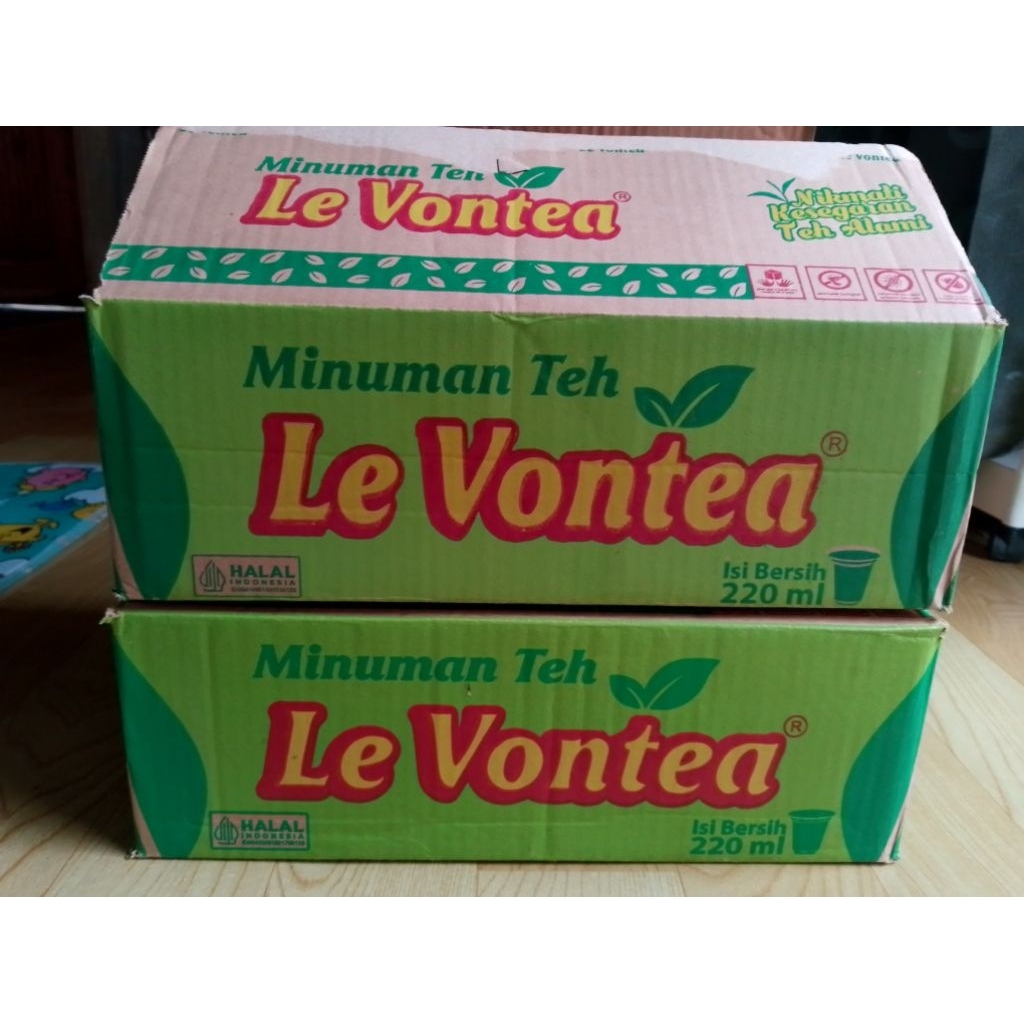 Minuman Teh
Le Vontea®
Nikmati
Kesegaran
Teh Alami
Minuman Teh
Le Vontea®
HALAL
INDONESIA
Isi Bersih
220 ml
Minuman Teh
Le Vontea®
HALAL
INDONESIA
Isi Bersih
220 ml